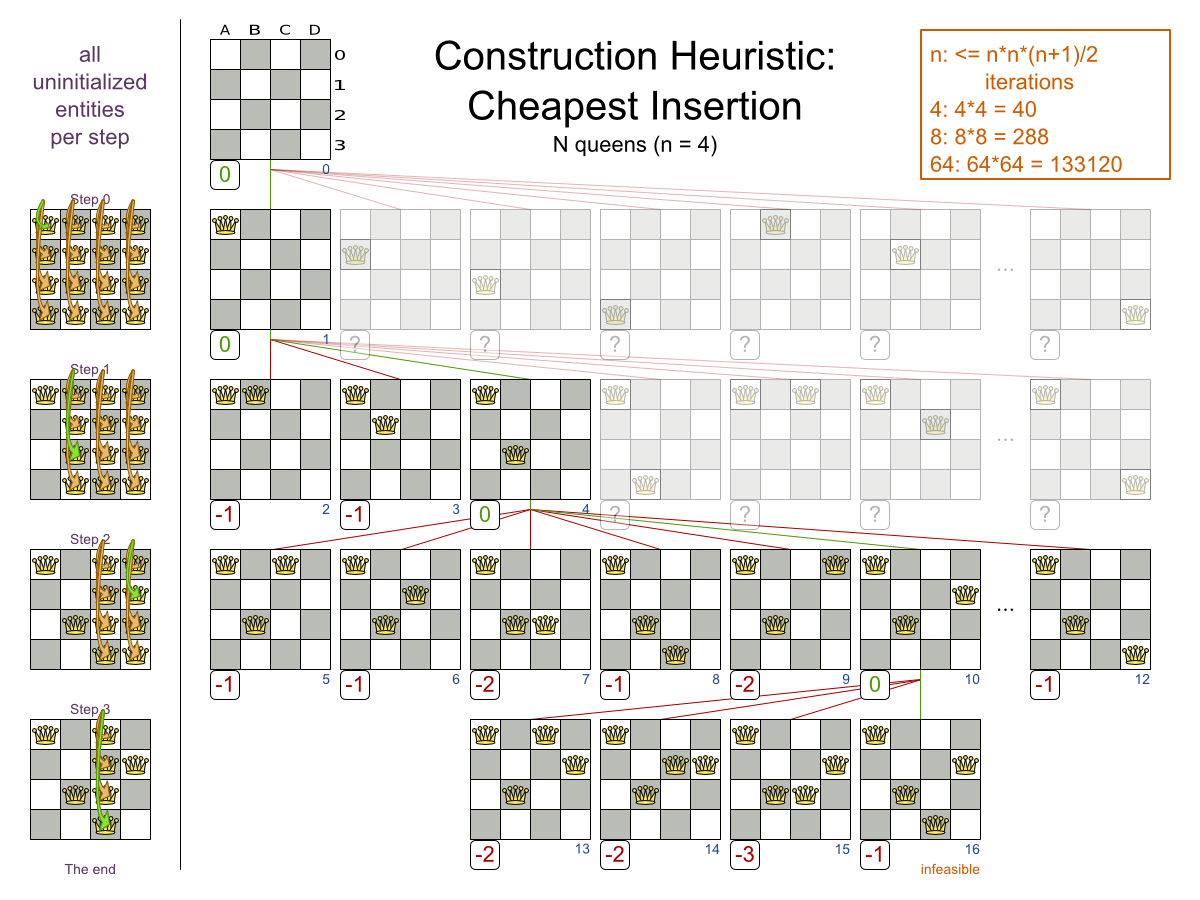 all
uninitialized
entities
per step
A B C D
0
1
2
3
Construction Heuristic:
Cheapest Insertion
N queens (n = 4)
n: <= n*n*(n+1)/2
iterations
4: 4*4 = 40
8: 8*8 = 288
64: 64*64 = 133120
0 0
Step 0
...
0 1 ? ? ? ? ? ?
Step 1
...
-1 2 -1 3 0 4 ? ? ? ?
Step 2
...
-1 5 -1 6 -2 7 -1 8 -2 9 0 10 -1 12
Step 3
-2 13 -2 14 -3 15 -1 16
The end
infeasible